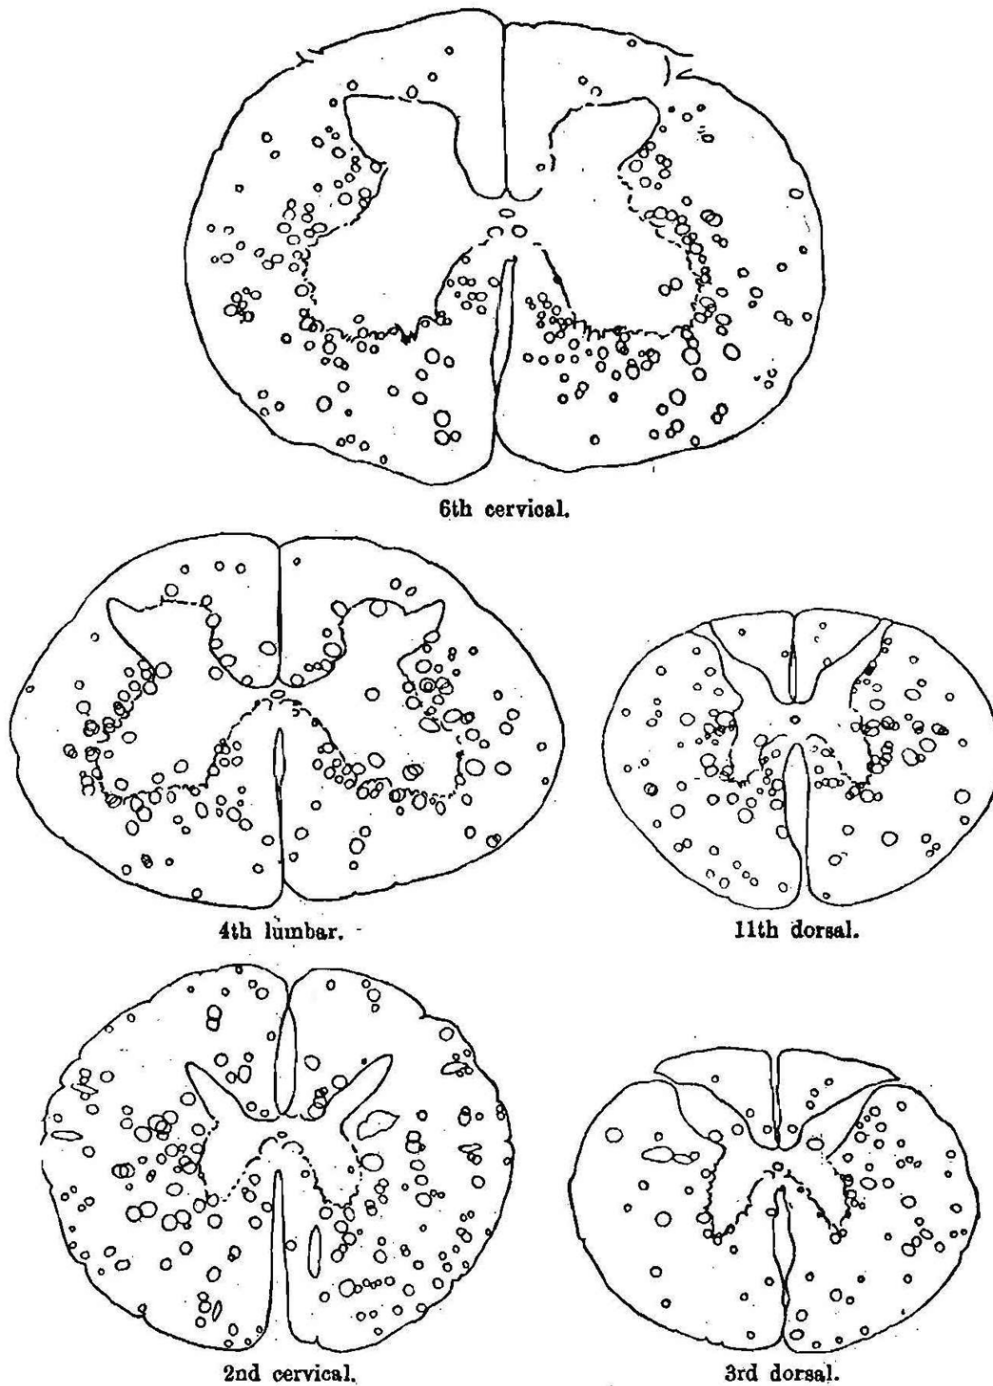 6th cervical.
4th lumbar.
11th dorsal.
2nd cervical.
3rd dorsal.